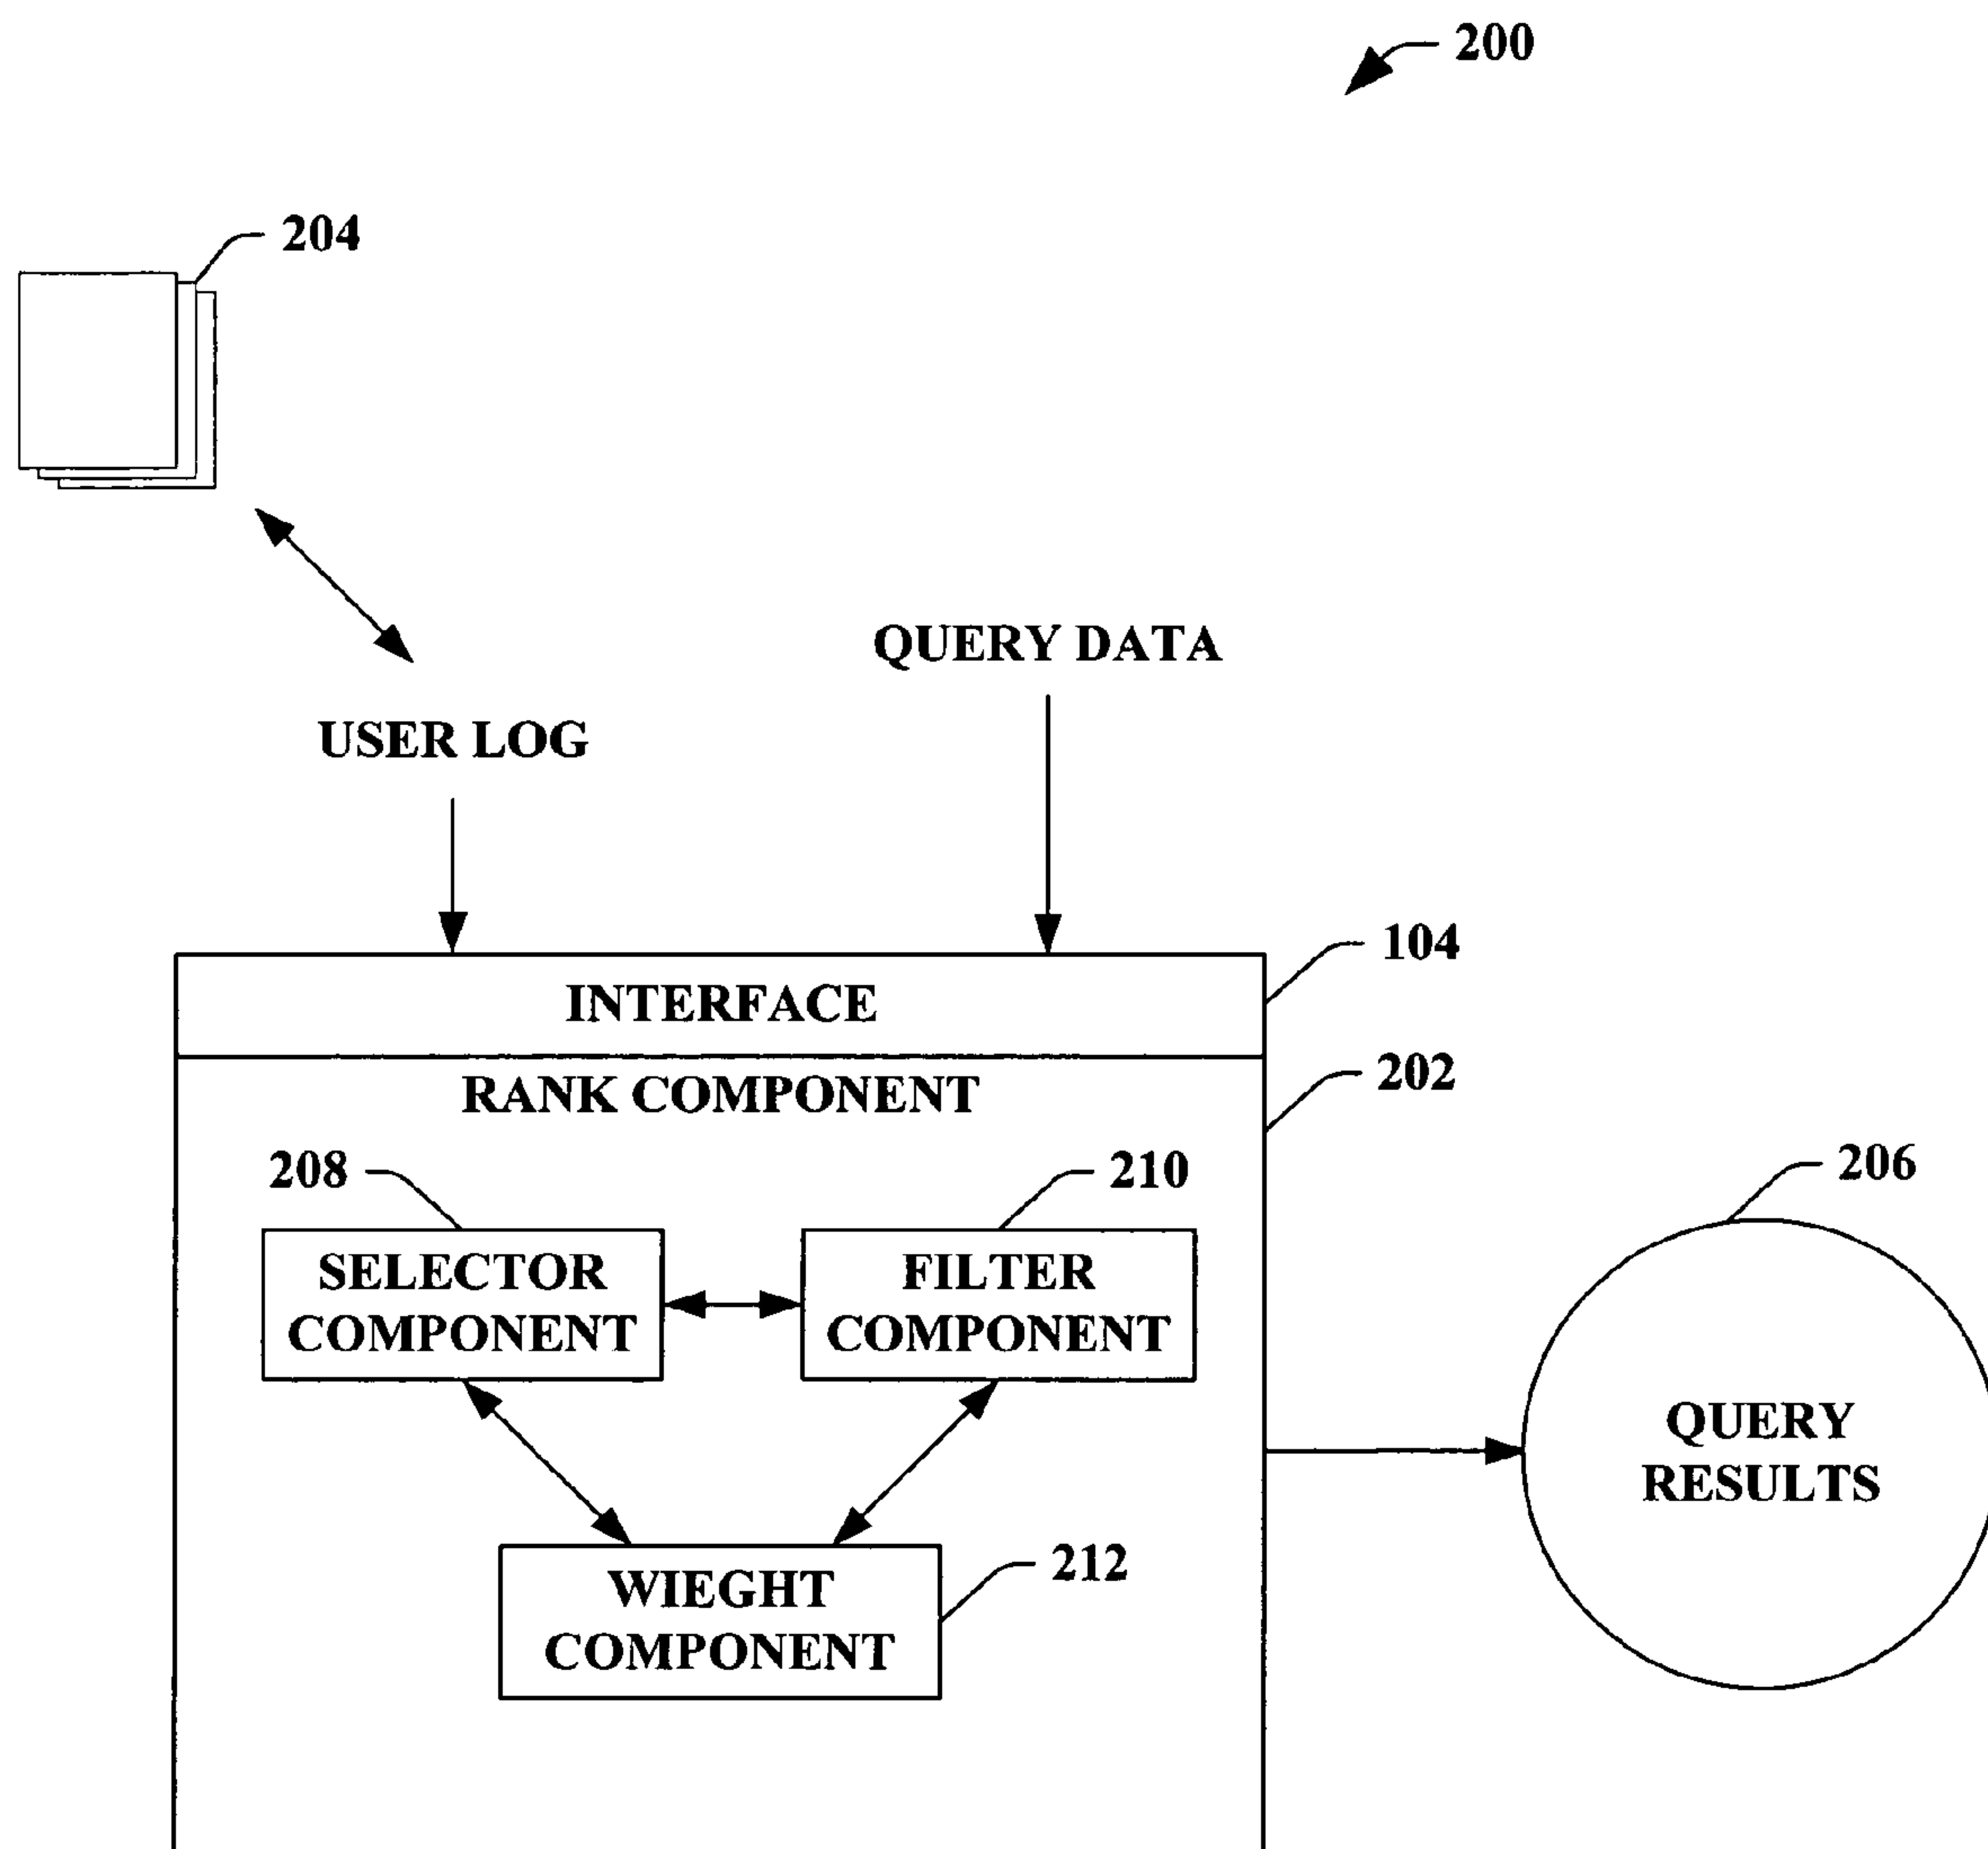 200
204
QUERY DATA
USER LOG
104
INTERFACE
202
RANK COMPONENT
208
210
206
SELECTOR
COMPONENT
FILTER
COMPONENT
QUERY
RESULTS
212
WIEGHT
COMPONENT